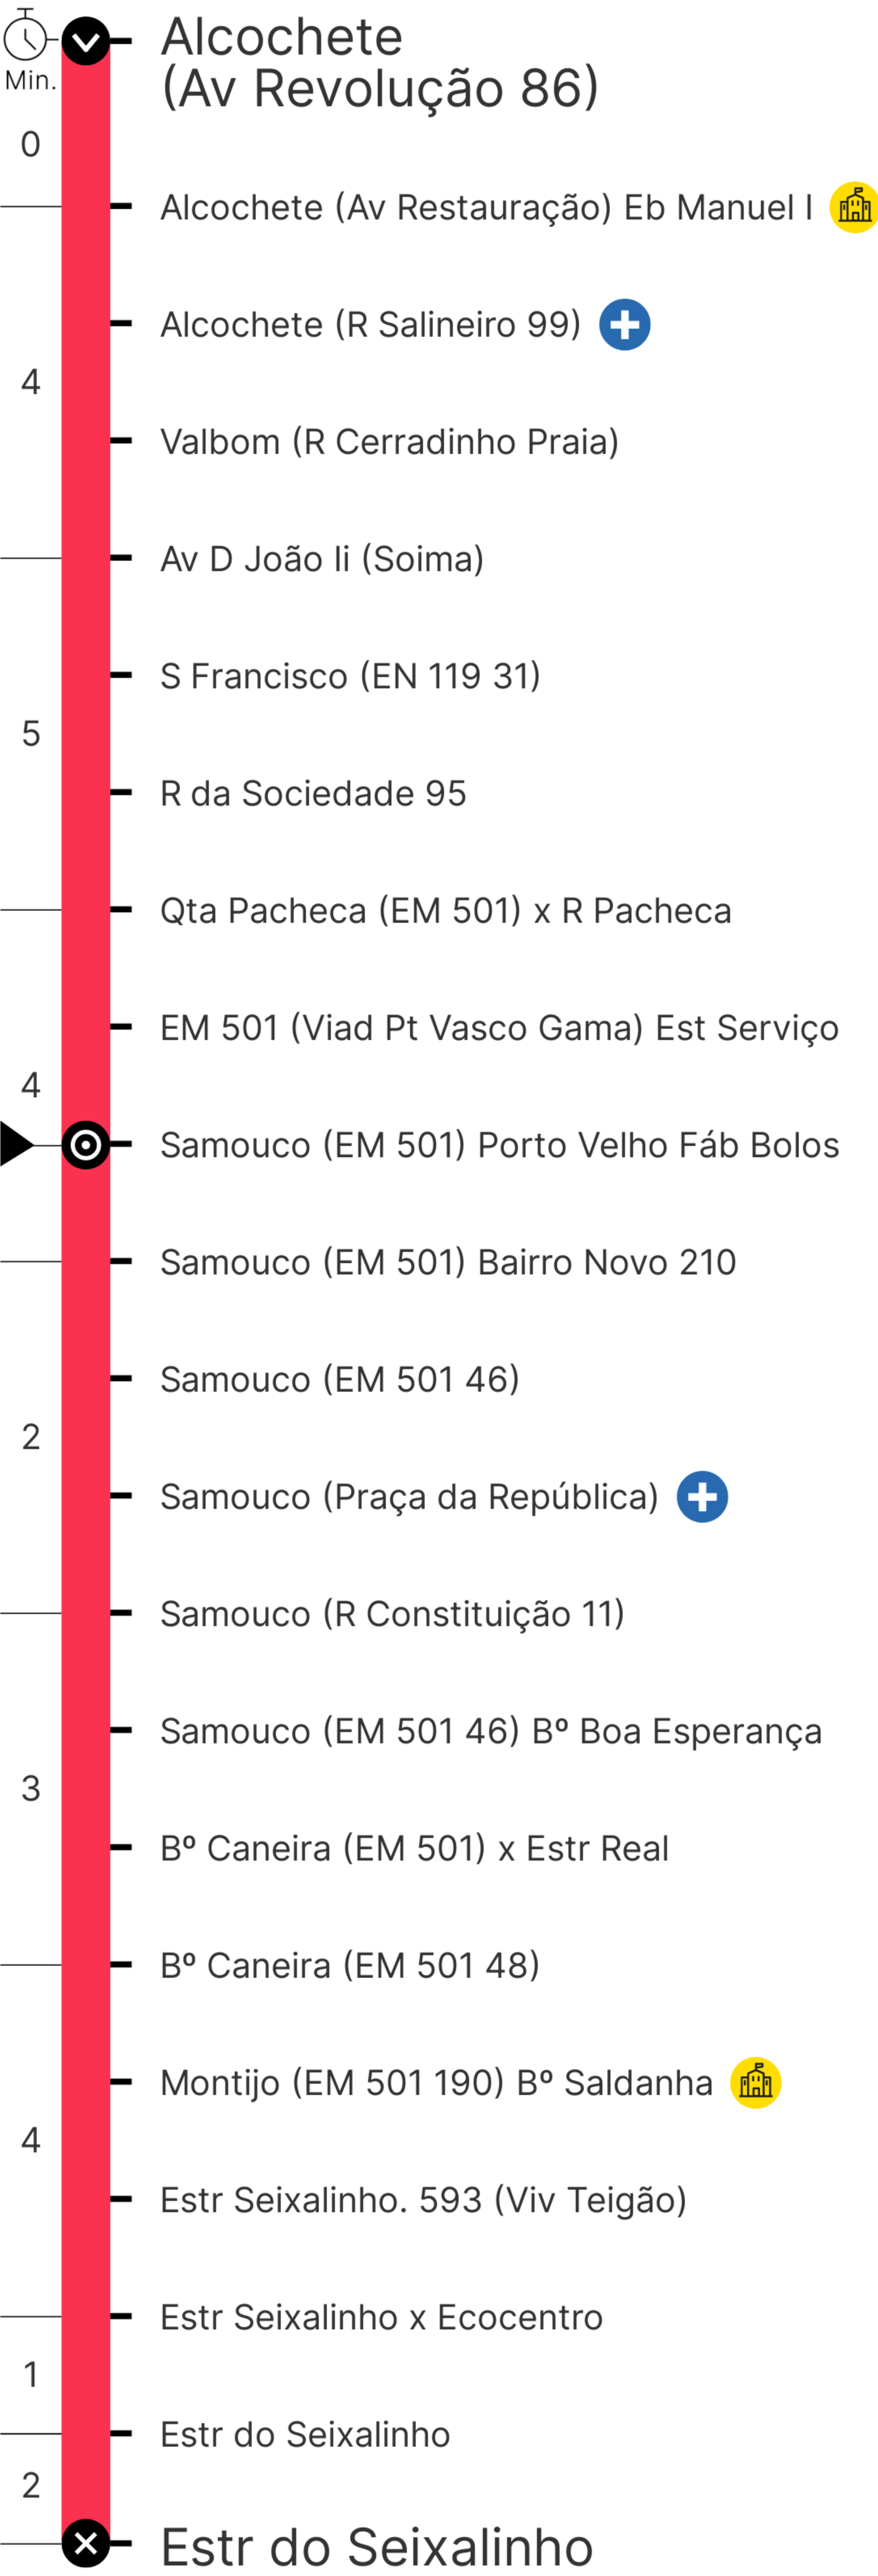 Alcochete
(Av Revolução 86)
Min.
0
Alcochete (Av Restauração) Eb Manuel I
Alcochete (R Salineiro 99)
4
Valbom (R Cerradinho Praia)
Av D João Ii (Soima)
S Francisco (EN 119 31)
5
R da Sociedade 95
Qta Pacheca (EM 501) x R Pacheca
EM 501 (Viad Pt Vasco Gama) Est Serviço
4
Samouco (EM 501) Porto Velho Fáb Bolos
Samouco (EM 501) Bairro Novo 210
Samouco (EM 501 46)
2
Samouco (Praça da República)
Samouco (R Constituição 11)
Samouco (EM 501 46) Bº Boa Esperança
3
Bº Caneira (EM 501) x Estr Real
Bº Caneira (EM 501 48)
Montijo (EM 501 190) Bº Saldanha
4
Estr Seixalinho. 593 (Viv Teigão)
Estr Seixalinho x Ecocentro
1
Estr do Seixalinho
2
Estr do Seixalinho